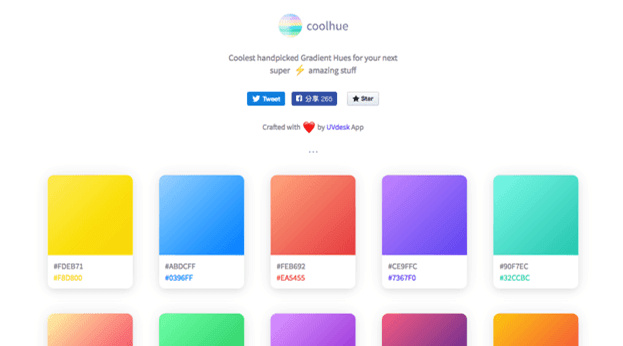 coolhue
Coolest handpicked Gradient Hues for your next
super ⚡ amazing stuff
Tweet
分享 265
Star
Crafted with ❤ by UVdesk App
...
#FDEB71
#F8D800
#ABDCFF
#0396FF
#FEB692
#EA5455
#CE9FFC
#7367F0
#90F7EC
#32CCBC